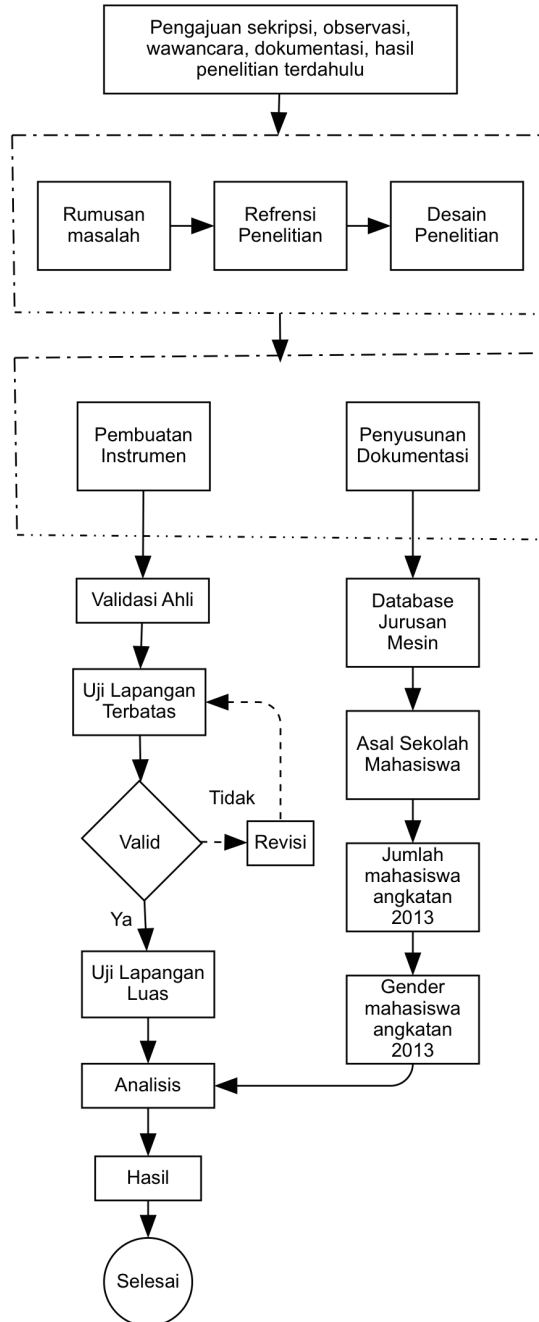 Pengajuan sekripsi, observasi,
wawancara, dokumentasi, hasil
penelitian terdahulu
Rumusan
masalah
Refrensi
Penelitian
Desain
Penelitian
Pembuatan
Instrumen
Penyusunan
Dokumentasi
Validasi Ahli
Database
Jurusan
Mesin
Uji Lapangan
Terbatas
Asal Sekolah
Mahasiswa
Tidak
Valid
Revisi
Jumlah
mahasiswa
angkatan
2013
Ya
Uji Lapangan
Luas
Gender
mahasiswa
angkatan
2013
Analisis
Hasil
Selesai